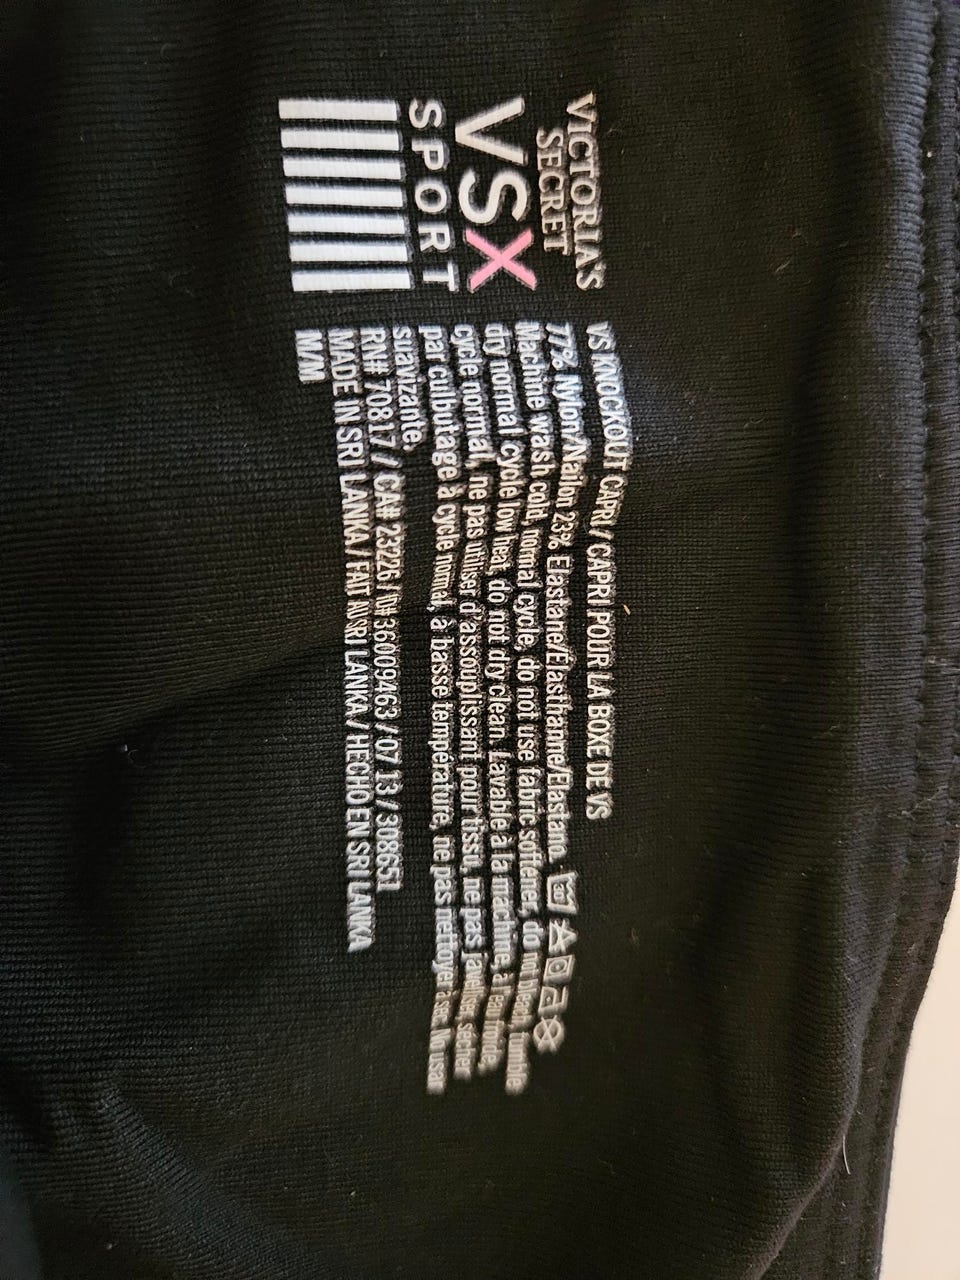 VICTORIA'S
SECRET
VSX
SPORT
VS KNOCKOUT CAPRI / CAPRI POUR LA BOXE DE VS
77% Nylon/Nailon 23% Elastane/Élasthanne/Elastano
Machine wash cold, normal cycle, do not use fabric softener, do not bleach, tumble
dry normal cycle low heat, do not dry clean. Lavable à la machine, à l'eau froide,
cycle normal, ne pas utiliser d'assouplissant pour tissu, ne pas javelliser, sécher
par culbutage à cycle normal, à basse température, ne pas nettoyer à sec. No usar
suavizante.
RN# 70817 / CA# 23226 / ID# 36009463 / 07 13 / 308651
MADE IN SRI LANKA / FAIT AU SRI LANKA / HECHO EN SRI LANKA
M/M